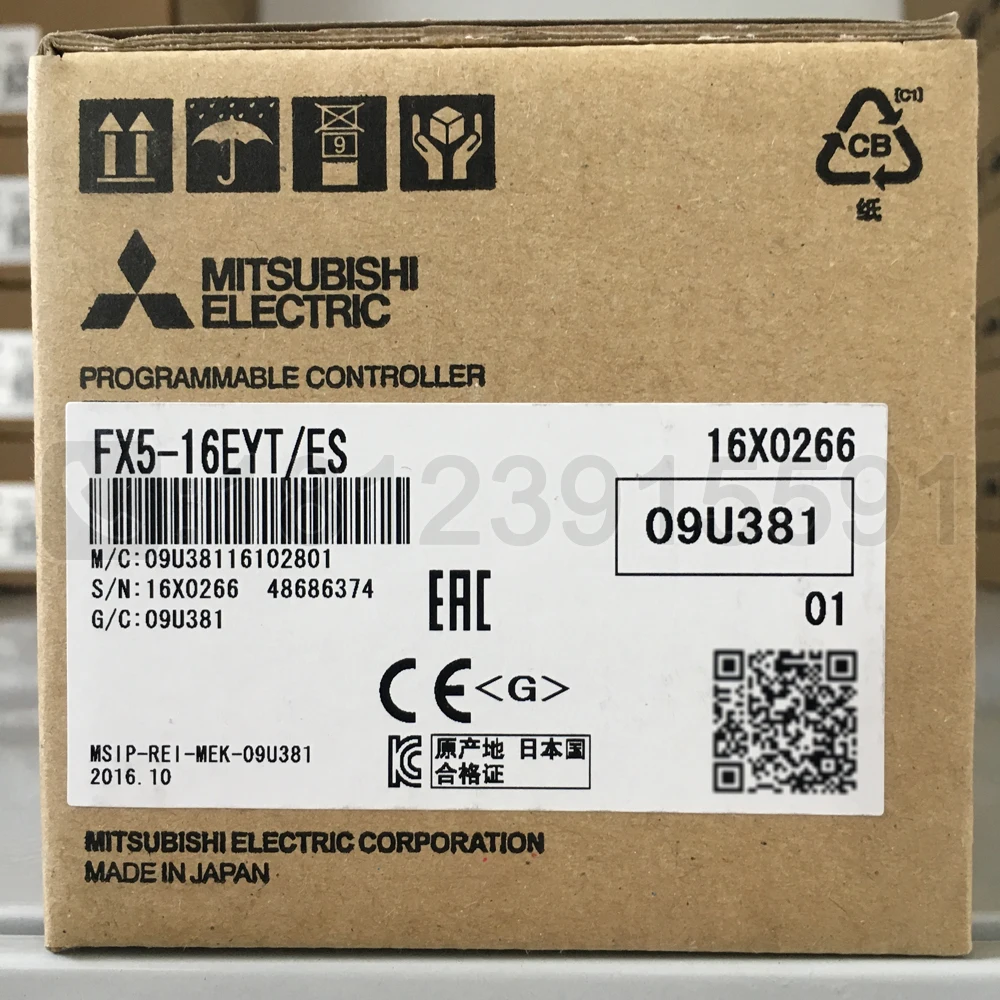 [C1]
9
CB
纸
MITSUBISHI
ELECTRIC
PROGRAMMABLE CONTROLLER
FX5-16EYT/ES
16X0266
09U381
M/C:09U38116102801
S/N:16X0266 48686374
G/C:09U381
EAC
01
CE <G>
MSIP-REI-MEK-09U381
2016.10
原产地 日本国
合格证
MITSUBISHI ELECTRIC CORPORATION
MADE IN JAPAN